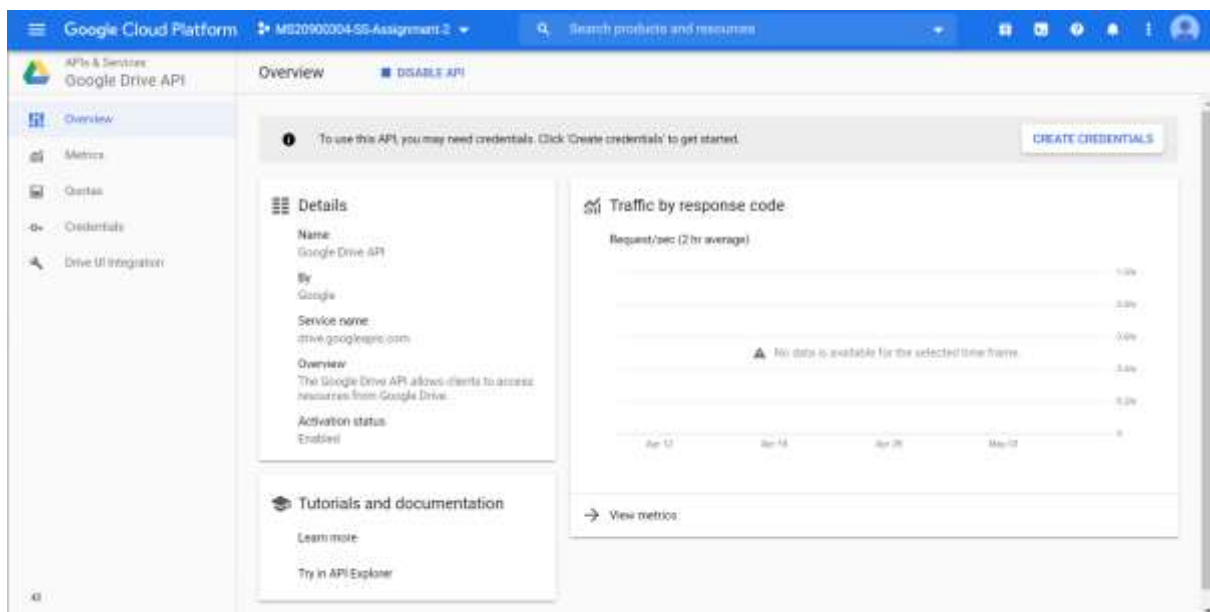 Google Cloud Platform
MS20900004-SS-Assignment-2
Search products and resources
APIs & Services
Google Drive API
Overview
DISABLE API
Overview
Metrics
Quotas
Credentials
Drive UI Integration
To use this API, you may need credentials. Click 'Create credentials' to get started.
CREATE CREDENTIALS
Details
Name
Google Drive API
By
Google
Service name
drive.googleapis.com
Overview
The Google Drive API allows clients to access
resources from Google Drive.
Activation status
Enabled
Tutorials and documentation
Learn more
Try in API Explorer
Traffic by response code
Request/sec (2 hr average)
No data is available for the selected time frame.
View metrics